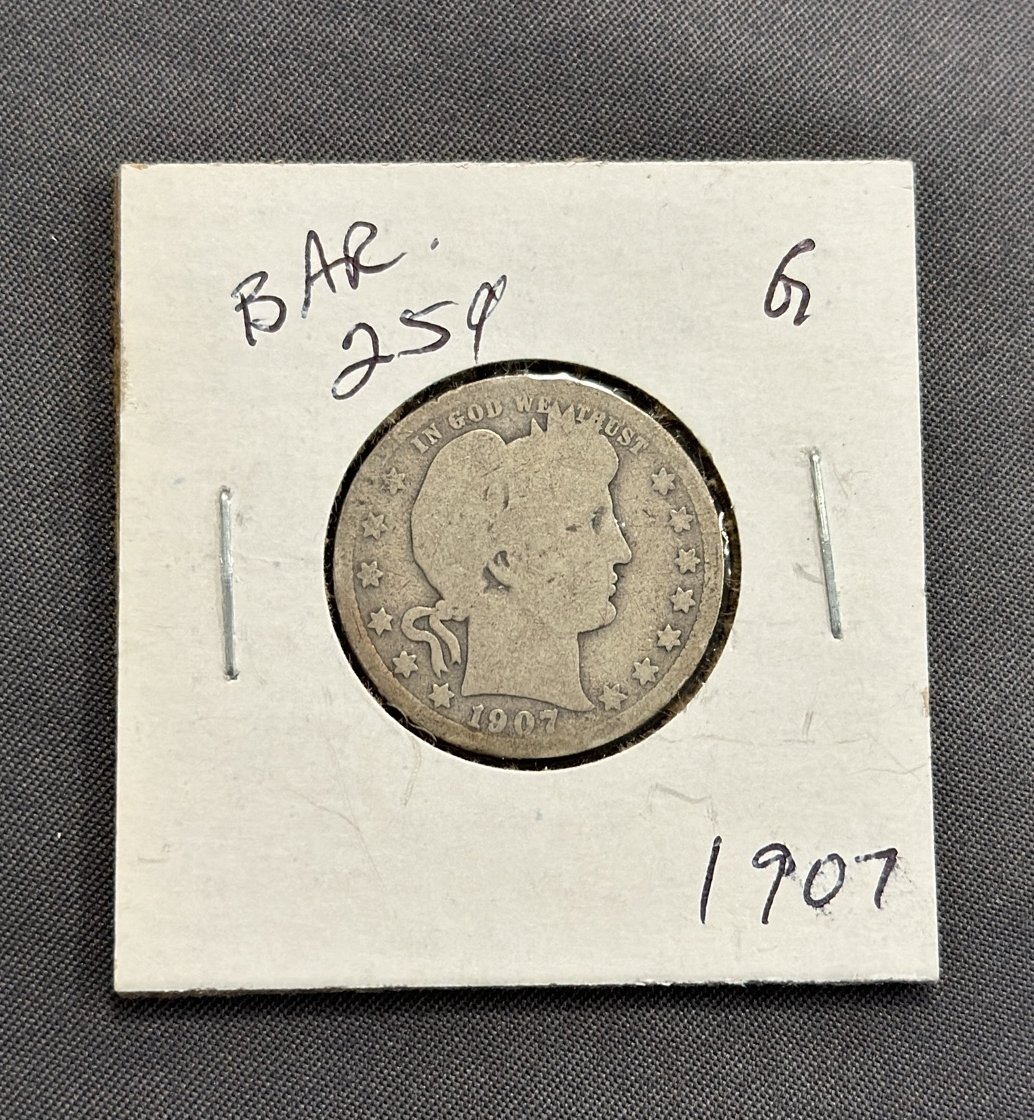 BAR.
25¢
G
IN GOD WE TRUST
1907
1907